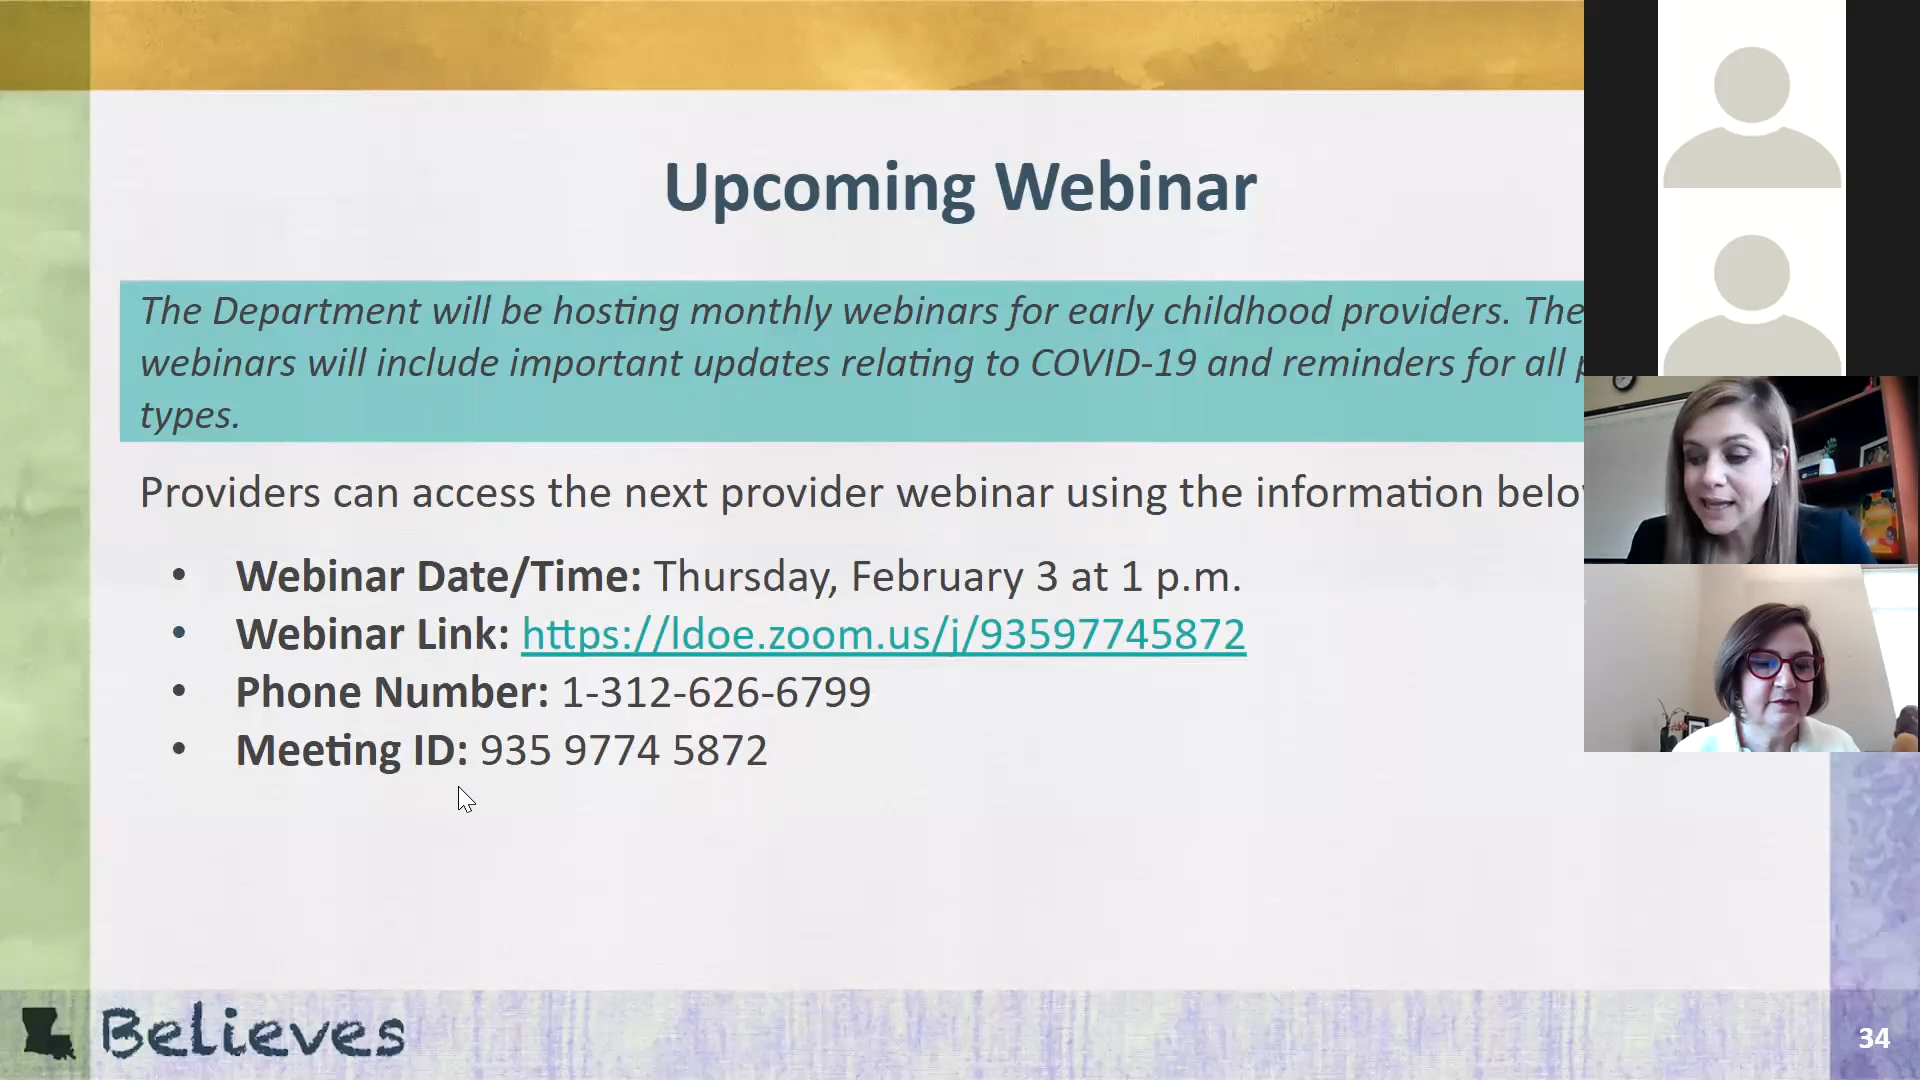 Upcoming Webinar
The Department will be hosting monthly webinars for early childhood providers. The
webinars will include important updates relating to COVID-19 and reminders for all
types.
Providers can access the next provider webinar using the information
• Webinar Date/Time: Thursday, February 3 at 1 p.m.
• Webinar Link: https://ldoe.zoom.us/j/93597745872
• Phone Number: 1-312-626-6799
• Meeting ID: 935 9774 5872
Believes
34